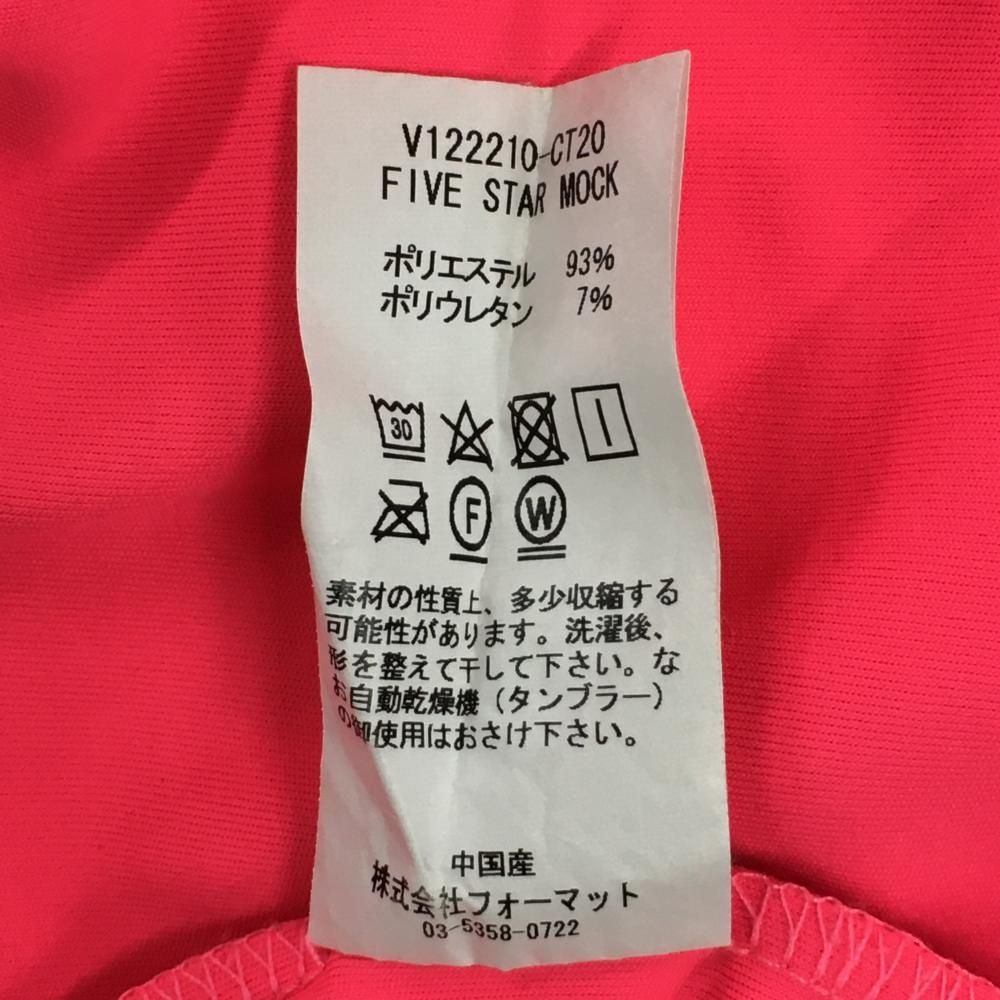 V122210-CT20
FIVE STAR MOCK
ポリエステル 93%
ポリウレタン 7%
30
F W
素材の性質上、多少収縮する
可能性があります。洗濯後、
形を整えて干して下さい。な
お自動乾燥機（タンブラー）
の御使用はおさけ下さい。
中国産
株式会社フォーマット
03-5358-0722